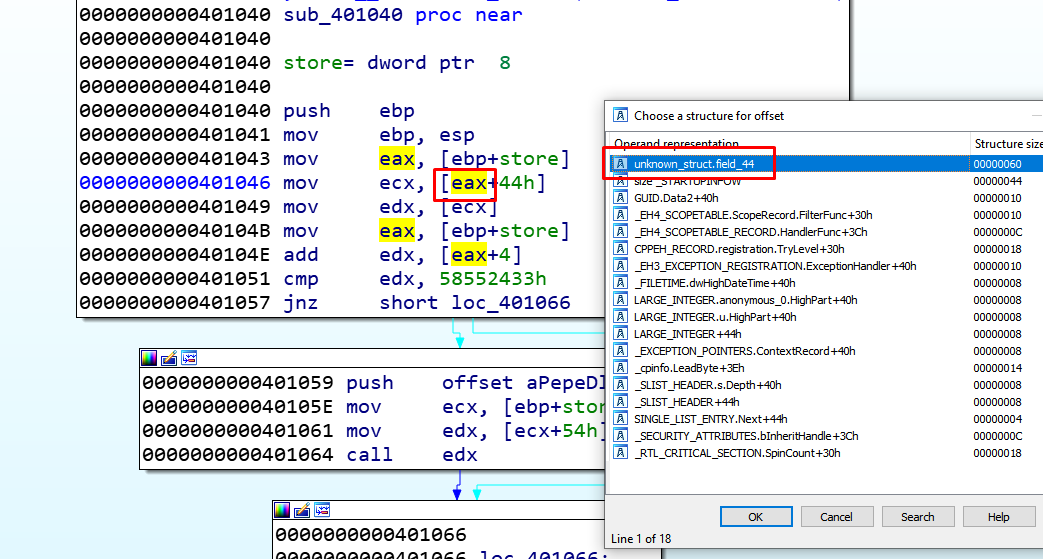 0000000000401040 sub_401040 proc near
0000000000401040
0000000000401040 store= dword ptr  8
0000000000401040
0000000000401040 push    ebp
0000000000401041 mov     ebp, esp
0000000000401043 mov     eax, [ebp+store]
0000000000401046 mov     ecx, [eax+44h]
0000000000401049 mov     edx, [ecx]
000000000040104B mov     eax, [ebp+store]
000000000040104E add     edx, [eax+4]
0000000000401051 cmp     edx, 58552433h
0000000000401057 jnz     short loc_401066
0000000000401059 push    offset aPepeD
000000000040105E mov     ecx, [ebp+stor
0000000000401061 mov     edx, [ecx+54h]
0000000000401064 call    edx
0000000000401066
0000000000401066 loc_401066:
Choose a structure for offset
Operand representation Structure size
unknown_struct.field_44 00000060
size _STARTUPINFOW 00000044
GUID.Data2+40h 00000010
_EH4_SCOPETABLE.ScopeRecord.FilterFunc+30h 00000010
_EH4_SCOPETABLE_RECORD.HandlerFunc+3Ch 0000000C
CPPEH_RECORD.registration.TryLevel+30h 00000018
_EH3_EXCEPTION_REGISTRATION.ExceptionHandler+40h 00000010
_FILETIME.dwHighDateTime+40h 00000008
LARGE_INTEGER.anonymous_0.HighPart+40h 00000008
LARGE_INTEGER.u.HighPart+40h 00000008
LARGE_INTEGER+44h 00000008
_EXCEPTION_POINTERS.ContextRecord+40h 00000008
_cpinfo.LeadByte+3Eh 00000014
_SLIST_HEADER.s.Depth+40h 00000008
_SLIST_HEADER+44h 00000008
SINGLE_LIST_ENTRY.Next+44h 00000004
_SECURITY_ATTRIBUTES.bInheritHandle+3Ch 0000000C
_RTL_CRITICAL_SECTION.SpinCount+30h 00000018
OK Cancel Search Help
Line 1 of 18